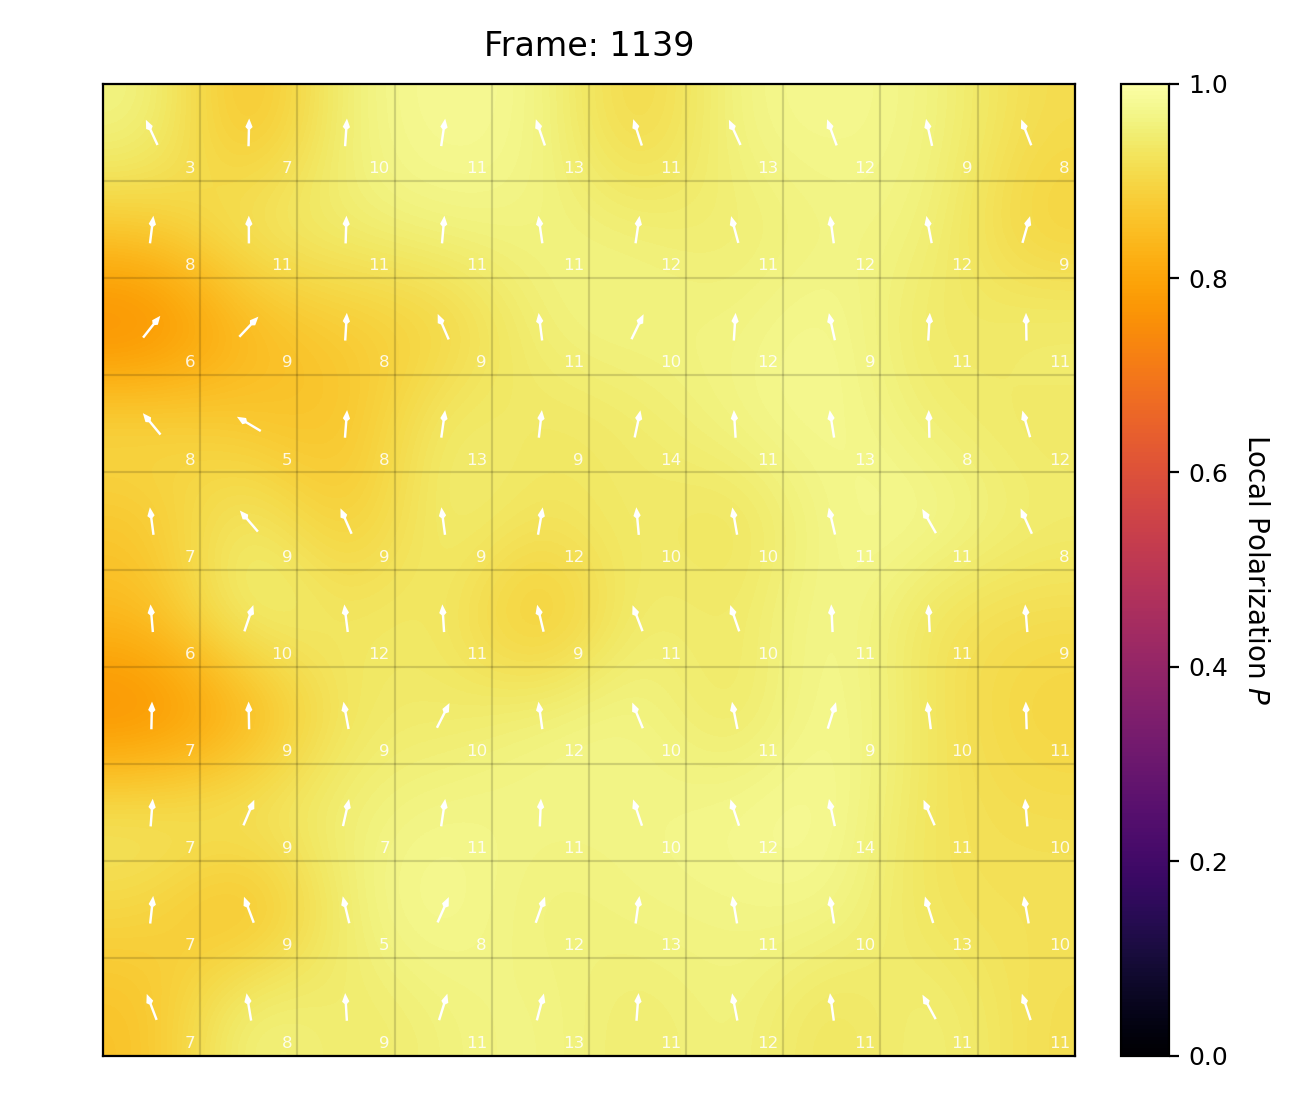 Frame: 1139
3 7 10 11 13 11 13 12 9 8
8 11 11 11 11 12 11 12 12 9
6 9 8 9 11 10 12 9 11 11
8 5 8 13 9 14 11 13 8 12
7 9 9 9 12 10 10 11 11 8
6 10 12 11 9 11 10 11 11 9
7 9 9 10 12 10 11 9 10 11
7 9 7 11 11 10 12 14 11 10
7 9 5 8 12 13 11 10 13 10
7 8 9 11 13 11 12 11 11 11
1.0
0.8
0.6
0.4
0.2
0.0
Local Polarization P